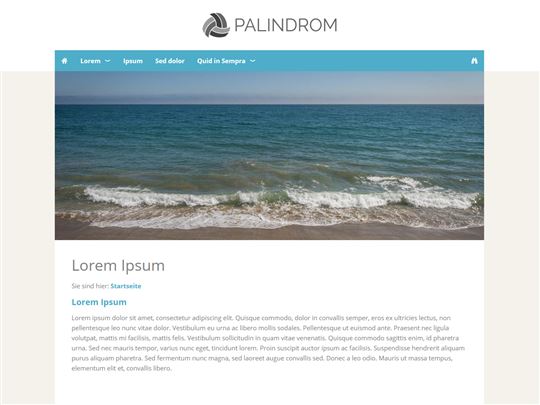 PALINDROM
Lorem Ipsum Sed dolor Quid in Sempra
Lorem Ipsum
Sie sind hier: Startseite
Lorem Ipsum
Lorem ipsum dolor sit amet, consectetur adipiscing elit. Quisque commodo, dolor in convallis semper, eros ex ultricies lectus, non
pellentesque leo nunc vitae dolor. Vestibulum eu urna ac libero mollis sodales. Pellentesque ut euismod ante. Praesent nec ligula
volutpat, mattis mi facilisis, mattis felis. Vestibulum sollicitudin in quam vitae venenatis. Quisque commodo sagittis enim, id pharetra
urna. Sed nec mauris tempor, varius nunc eget, tincidunt lorem. Proin suscipit auctor ipsum ac facilisis. Suspendisse hendrerit aliquam
purus aliquam pharetra. Sed fermentum nunc magna, sed laoreet augue convallis sed. Donec a leo odio. Mauris ut massa tempus,
elementum elit et, convallis libero.